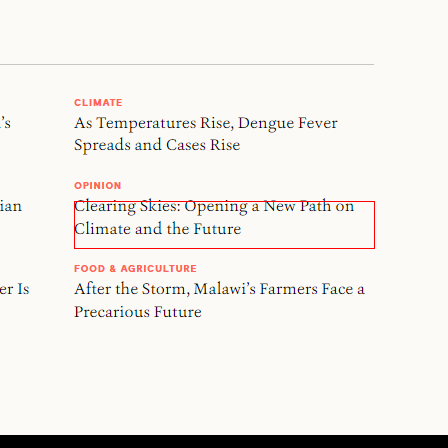 CLIMATE
's
As Temperatures Rise, Dengue Fever
Spreads and Cases Rise
OPINION
ian
Clearing Skies: Opening a New Path on
Climate and the Future
FOOD & AGRICULTURE
er Is
After the Storm, Malawi’s Farmers Face a
Precarious Future